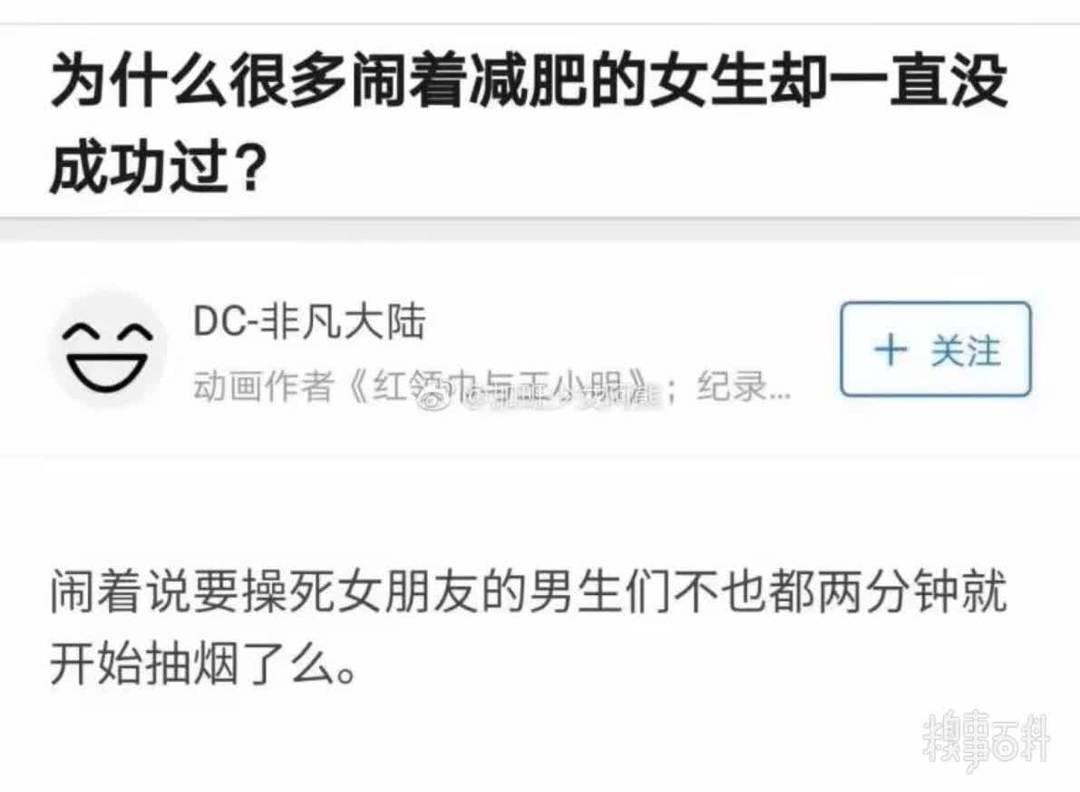 为什么很多闹着减肥的女生却一直没
成功过？
DC-非凡大陆
动画作者《红领巾与王小明》；纪录...
+ 关注
闹着说要操死女朋友的男生们不也都两分钟就
开始抽烟了么。
糗事百科